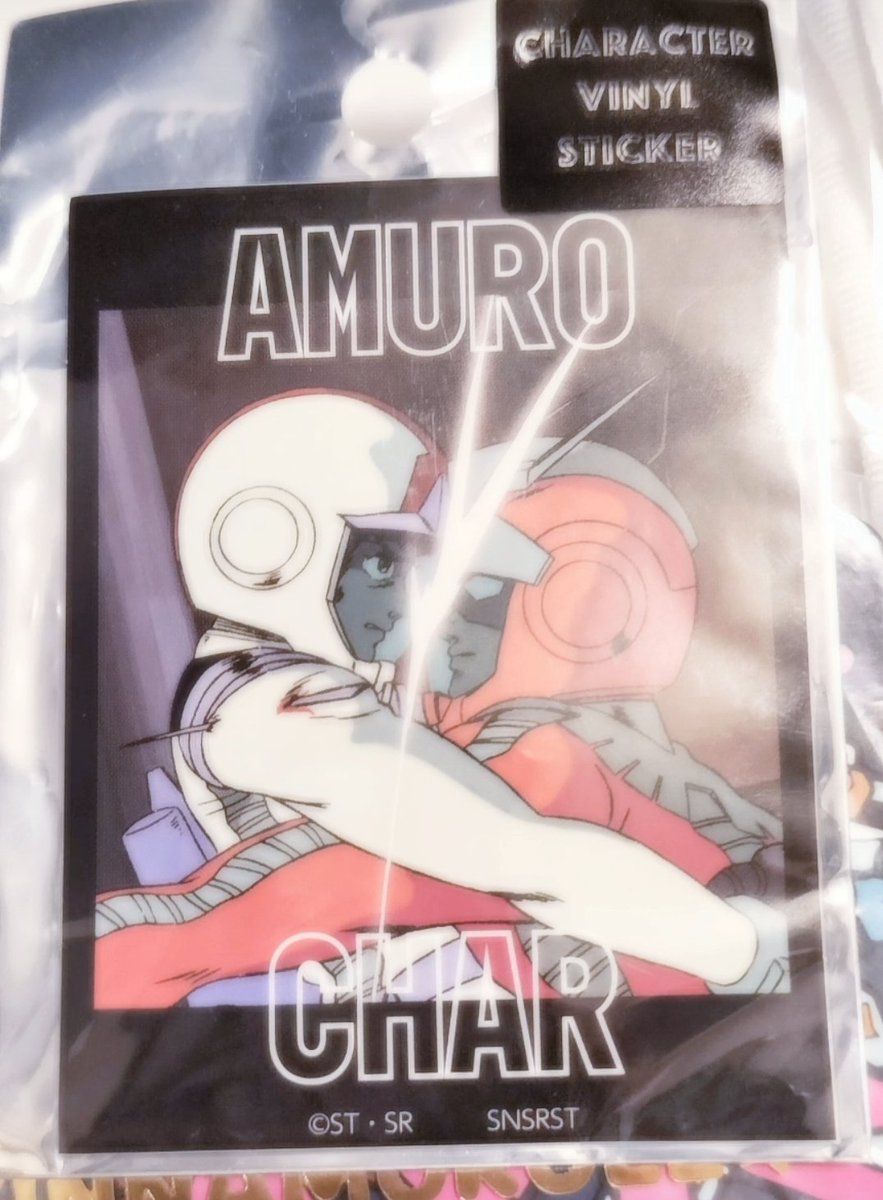 CHARACTER
VINYL
STICKER
AMURO
CHAR
©ST・SR SNSRST